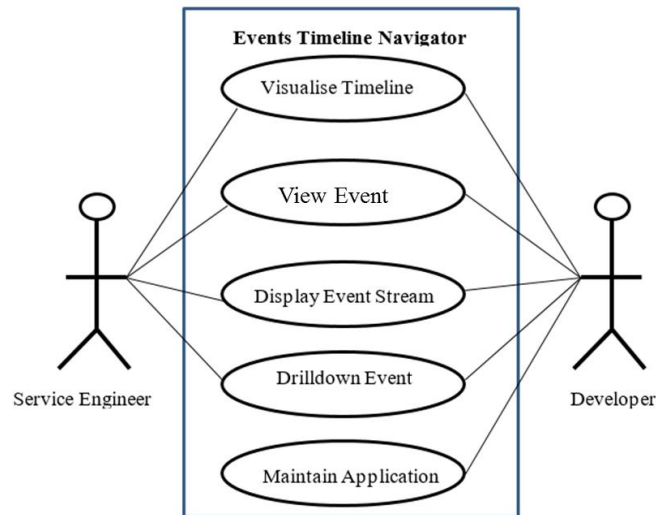 Events Timeline Navigator
Visualise Timeline
View Event
Display Event Stream
Drilldown Event
Service Engineer
Developer
Maintain Application